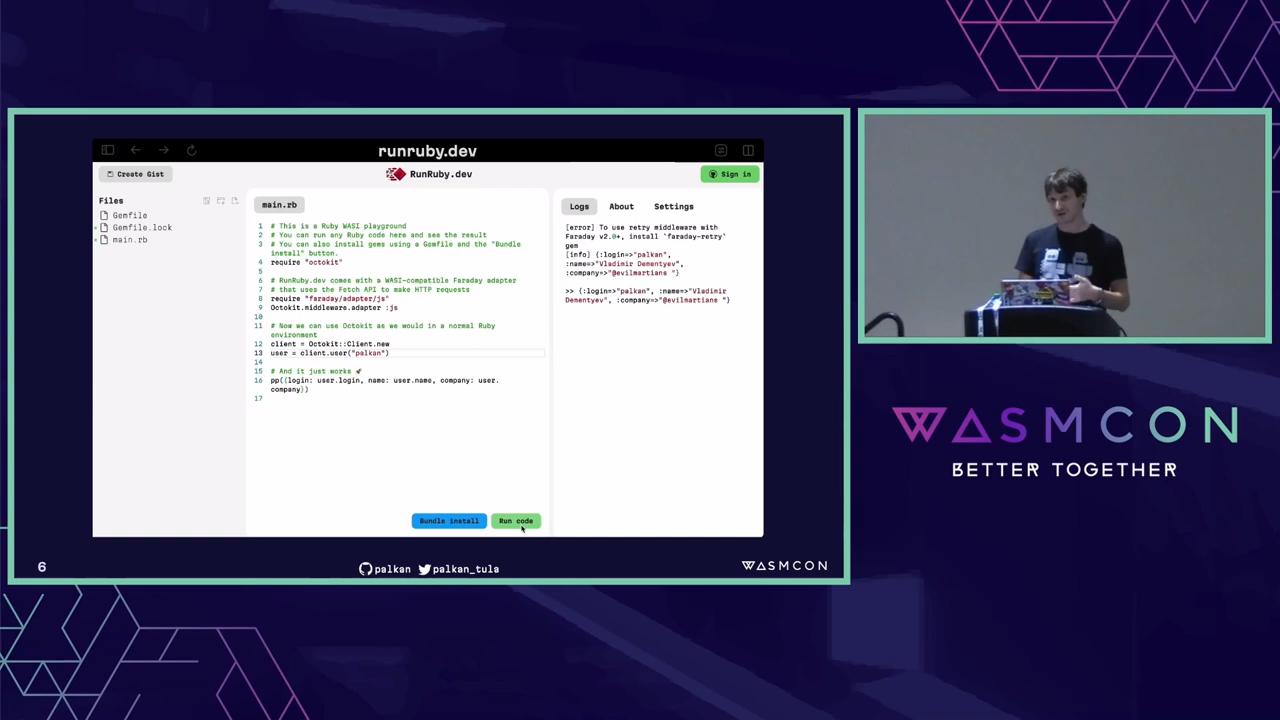 runruby.dev
Create Gist
RunRuby.dev
Sign in
Files
Gemfile
Gemfile.lock
main.rb
main.rb
1 # This is a Ruby WASI playground
2 # You can run any Ruby code here and see the result
3 # You can also install gems using a Gemfile and the "Bundle
install" button.
4 require "octokit"
5
6 # RunRuby.dev comes with a WASI-compatible Faraday adapter
7 # that uses the Fetch API to make HTTP requests
8 require "faraday/adapter/js"
9 Octokit.middleware.adapter :js
10
11 # Now we can use Octokit as we would in a normal Ruby
environment
12 client = Octokit::Client.new
13 user = client.user("palkan")
14
15 # And it just works 🚀
16 pp({login: user.login, name: user.name, company: user.
company})
17
Bundle install
Run code
Logs
About
Settings
[error] To use retry middleware with
Faraday v2.0+, install `faraday-retry`
gem
[info] {:login=>"palkan",
:name=>"Vladimir Dementyev",
:company=>"@evilmartians "}
>> {:login=>"palkan", :name=>"Vladimir
Dementyev", :company=>"@evilmartians "}
6
palkan
palkan_tula
WASMCON
WASMCON
BETTER TOGETHER